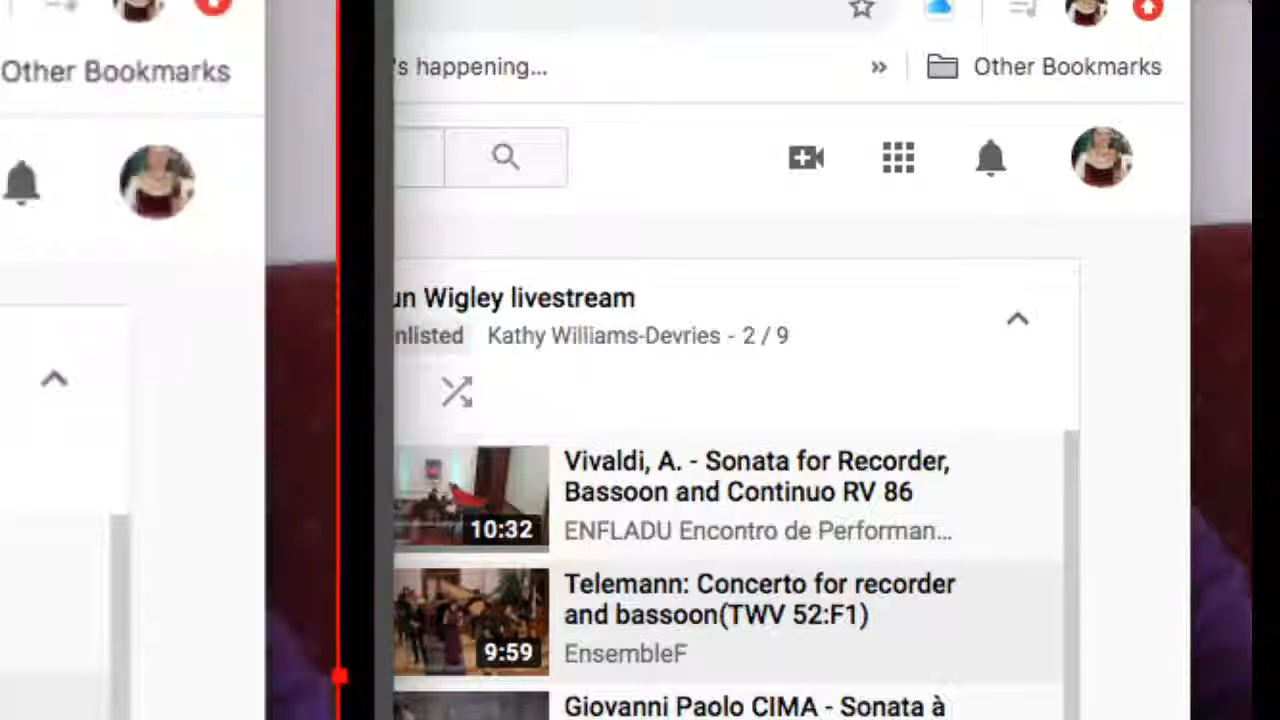 Other Bookmarks
's happening...
»
Other Bookmarks
un Wigley livestream
nlisted
Kathy Williams-Devries - 2 / 9
10:32
Vivaldi, A. - Sonata for Recorder,
Bassoon and Continuo RV 86
ENFLADU Encontro de Performan...
9:59
Telemann: Concerto for recorder
and bassoon(TWV 52:F1)
EnsembleF
Giovanni Paolo CIMA - Sonata à